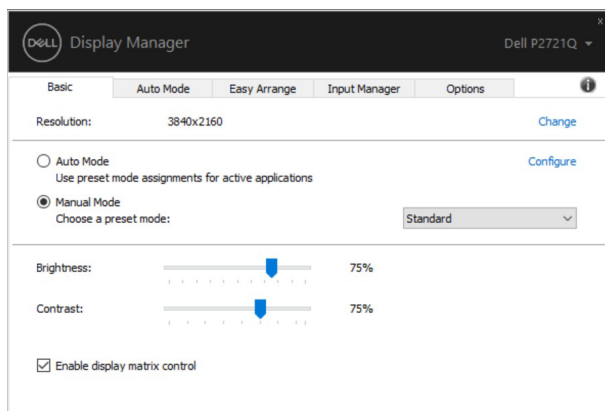 DELL Display Manager
Dell P2721Q
x
Basic Auto Mode Easy Arrange Input Manager Options i
Resolution: 3840x2160 Change
Auto Mode Configure
Use preset mode assignments for active applications
Manual Mode
Choose a preset mode: Standard
Brightness: 75%
Contrast: 75%
Enable display matrix control